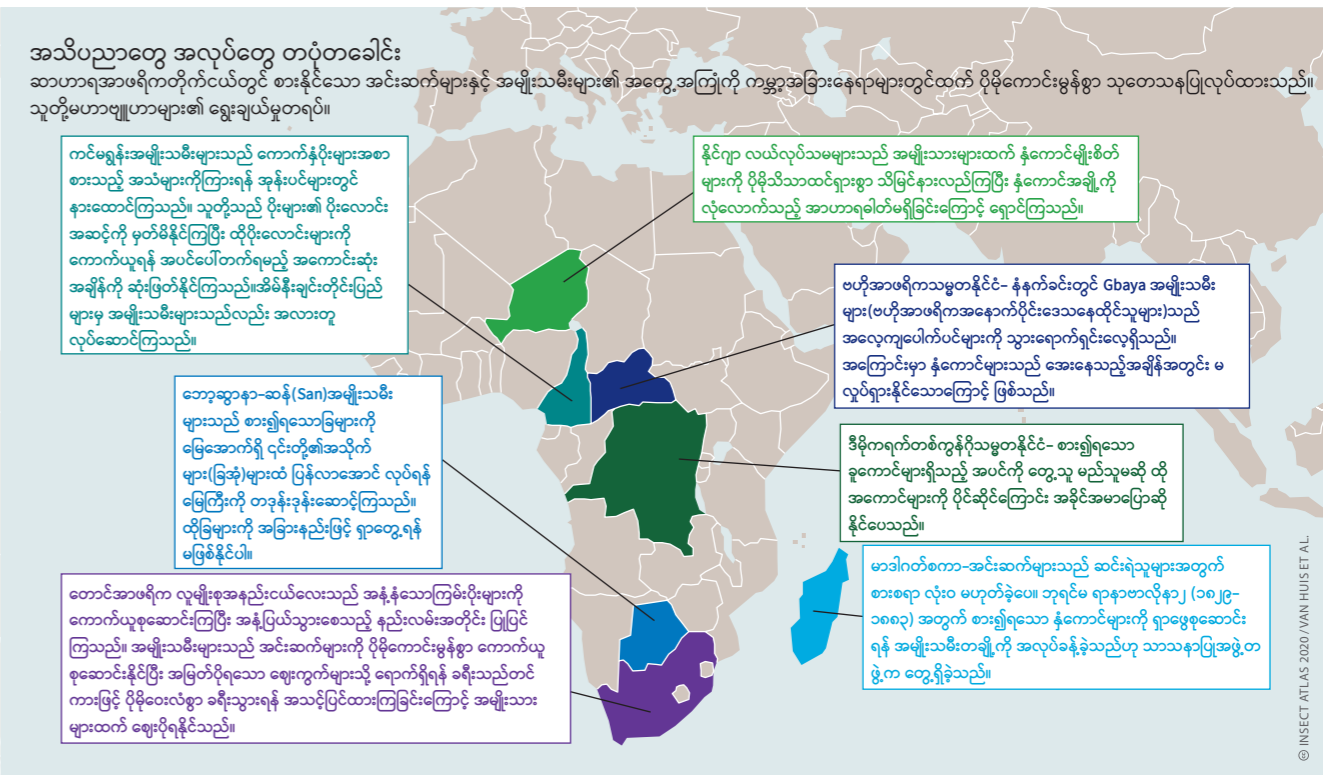 အသိပညာတွေ အလုပ်တွေ တပုံတခေါင်း
ဆာဟာရအာဖရိကတိုက်ငယ်တွင် စားနိုင်သော အင်းဆက်များနှင့် အမျိုးသမီးများ၏ အတွေ့အကြုံကို ကမ္ဘာ့အခြားနေရာများတွင်ထက် ပိုမိုကောင်းမွန်စွာ သုတေသနပြုလုပ်ထားသည်။
သူတို့မဟာဗျူဟာများ၏ ရွေးချယ်မှုတရပ်။
ကင်မရွန်းအမျိုးသမီးများသည် ကောက်နှံပိုးများအစာ
စားသည့် အသံများကိုကြားရန် အုန်းပင်များတွင်
နားထောင်ကြသည်။ သူတို့သည် ပိုးများ၏ ပိုးလောင်း
အဆင့်ကို မှတ်မိနိုင်ကြပြီး ထိုပိုးလောင်းများကို
ကောက်ယူရန် အပင်ပေါ်တက်ရမည့် အကောင်းဆုံး
အချိန်ကို ဆုံးဖြတ်နိုင်ကြသည်။အိမ်နီးချင်းတိုင်းပြည်
များမှ အမျိုးသမီးများသည်လည်း အလားတူ
လုပ်ဆောင်ကြသည်။
နိုင်ဂျာ လယ်လုပ်သမများသည် အမျိုးသားများထက် နှံကောင်မျိုးစိတ်
များကို ပိုမိုသိသာထင်ရှားစွာ သိမြင်နားလည်ကြပြီး နှံကောင်အချို့ကို
လုံလောက်သည့် အာဟာရဓါတ်မရှိခြင်းကြောင့် ရှောင်ကြသည်။
ဗဟိုအာဖရိကသမ္မတနိုင်ငံ– နံနက်ခင်းတွင် Gbaya အမျိုးသမီး
များ(ဗဟိုအာဖရိကအနောက်ပိုင်းဒေသနေထိုင်သူများ)သည်
အလေ့ကျပေါက်ပင်များကို သွားရောက်ရှင်းလေ့ရှိသည်။
အကြောင်းမှာ နှံကောင်များသည် အေးနေသည့်အချိန်အတွင်း မ
လှုပ်ရှားနိုင်သောကြောင့် ဖြစ်သည်။
ဘော့ဆွာနာ–ဆန်(San)အမျိုးသမီး
များသည် စား၍ရသောခြများကို
မြေအောက်ရှိ ၎င်းတို့၏အသိုက်
များ(ခြအုံ)များထံ ပြန်လာအောင် လုပ်ရန်
မြေကြီးကို တဒုန်းဒုန်းဆောင့်ကြသည်။
ထိုခြများကို အခြားနည်းဖြင့် ရှာတွေ့ရန်
မဖြစ်နိုင်ပါ။
ဒီမိုကရက်တစ်ကွန်ဂိုသမ္မတနိုင်ငံ– စား၍ရသော
ခူကောင်များရှိသည့် အပင်ကို တွေ့သူ မည်သူမဆို ထို
အကောင်များကို ပိုင်ဆိုင်ကြောင်း အခိုင်အမာပြောဆို
နိုင်ပေသည်။
မာဒါဂတ်စကာ–အင်းဆက်များသည် ဆင်းရဲသူများအတွက်
စားစရာ လုံးဝ မဟုတ်ခဲ့ပေ။ ဘုရင်မ ရာနာဗာလိုနာ၂ (၁၈၂၉–
၁၈၈၃) အတွက် စား၍ရသော နှံကောင်များကို ရှာဖွေစုဆောင်း
ရန် အမျိုးသမီးတချို့ကို အလုပ်ခန့်ခဲ့သည်ဟု သာသနာပြုအဖွဲ့တ
ဖွဲ့က တွေ့ရှိခဲ့သည်။
တောင်အာဖရိက လူမျိုးစုအနည်းငယ်လေးသည် အနံ့နံသောကြမ်းပိုးများကို
ကောက်ယူစုဆောင်းကြပြီး အနံ့ပြယ်သွားစေသည့် နည်းလမ်းအတိုင်း ပြုပြင်
ကြသည်။ အမျိုးသမီးများသည် အင်းဆက်များကို ပိုမိုကောင်းမွန်စွာ ကောက်ယူ
စုဆောင်းနိုင်ပြီး အမြတ်ပိုရသော ဈေးကွက်များသို့ ရောက်ရှိရန် ခရီးသည်တင်
ကားဖြင့် ပိုမိုဝေးလံစွာ ခရီးသွားရန် အသင့်ပြင်ထားကြခြင်းကြောင့် အမျိုးသား
များထက် ဈေးပိုရနိုင်သည်။
© INSECT ATLAS 2020 / VAN HUIS ET AL.